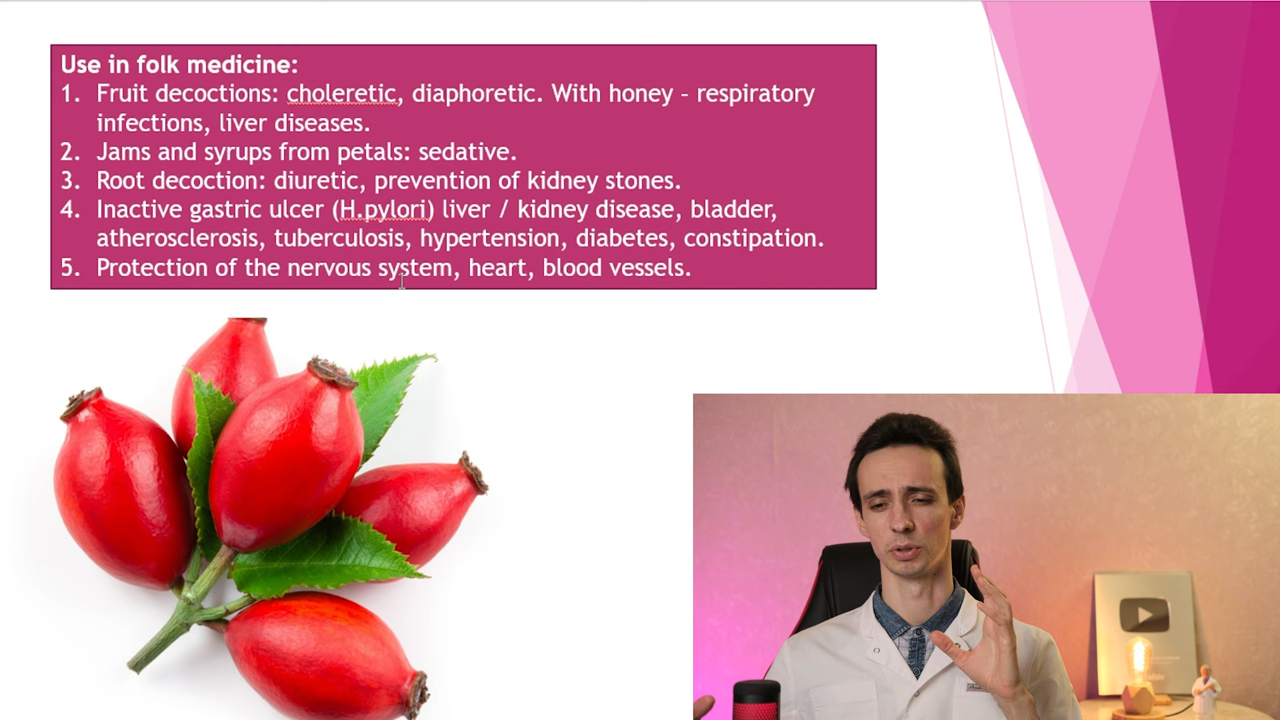 Use in folk medicine:
1. Fruit decoctions: choleretic, diaphoretic. With honey – respiratory
infections, liver diseases.
2. Jams and syrups from petals: sedative.
3. Root decoction: diuretic, prevention of kidney stones.
4. Inactive gastric ulcer (H.pylori) liver / kidney disease, bladder,
atherosclerosis, tuberculosis, hypertension, diabetes, constipation.
5. Protection of the nervous system, heart, blood vessels.